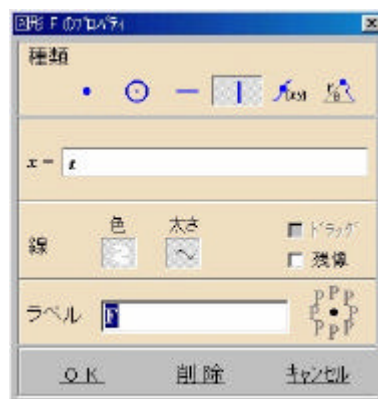 図形 F のプロパティ
種類
x = t
線
色
太さ
ドラッグ
残像
ラベル
F
P P P
P P
P P P
OK
削除
キャンセル